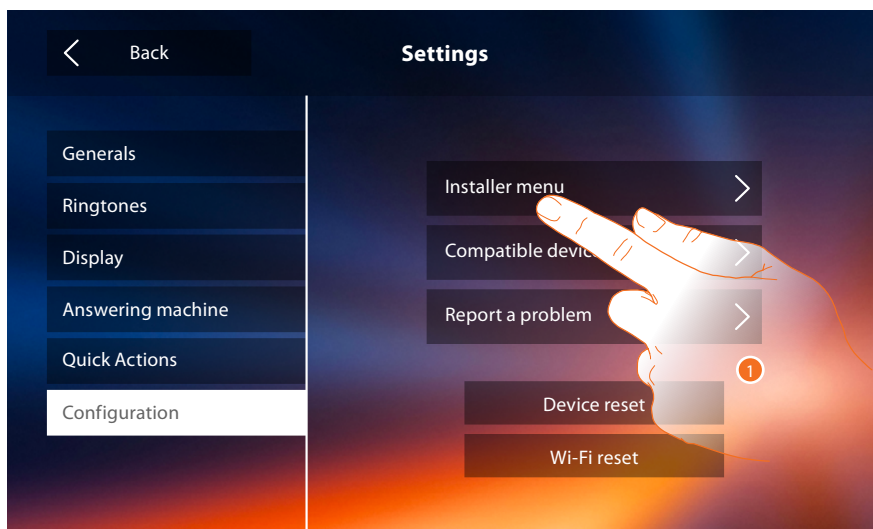 Back
Settings
Generals
Ringtones
Display
Answering machine
Quick Actions
Configuration
Installer menu
Compatible
Report a problem
1
Device reset
Wi-Fi reset